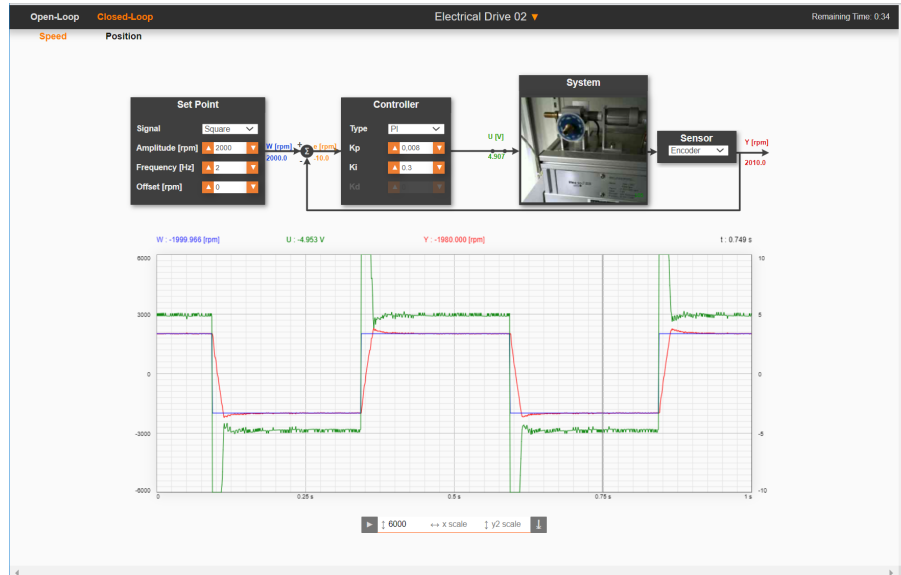 Open-Loop Closed-Loop Electrical Drive 02 ▼ Remaining Time: 0:34
Speed Position
System
Set Point
Controller
Signal Square
Type PI
U [V]
Sensor
Encoder
Y [rpm]
Amplitude [rpm] 2000
W [rpm] + e [rpm]
Σ
Kp 0,008
4.907
2000.0 - -10.0
2010.0
Frequency [Hz] 2
Ki 0.3
Offset [rpm] 0
Kd
W : -1999.966 [rpm] U : -4.953 V Y : -1980.000 [rpm] t : 0.749 s
6000 10
3000 5
0 0
-3000 -5
-6000 -10
0 0.25 s 0.5 s 0.75 s 1 s
6000 x scale y2 scale